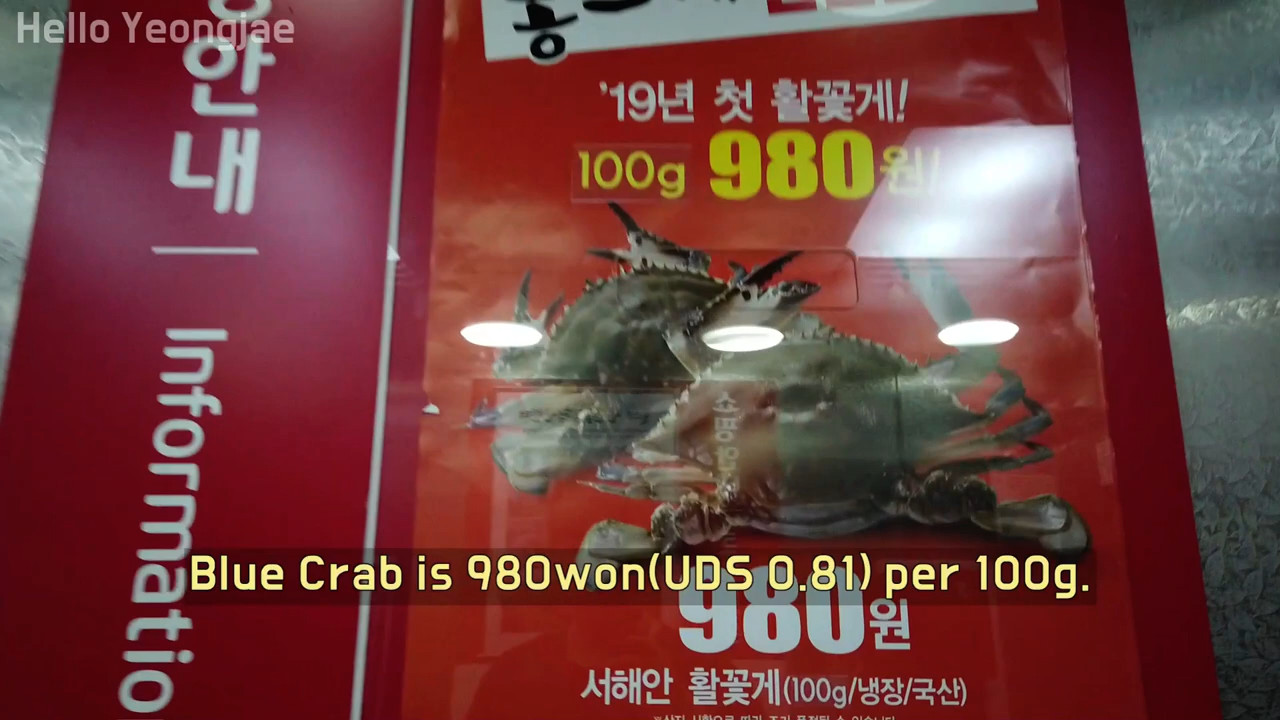 Hello Yeongjae
안내 | Information
'19년 첫 활꽃게!
100g 980원!
Blue Crab is 980won(UDS 0.81) per 100g.
980원
서해안 활꽃게(100g/냉장/국산)